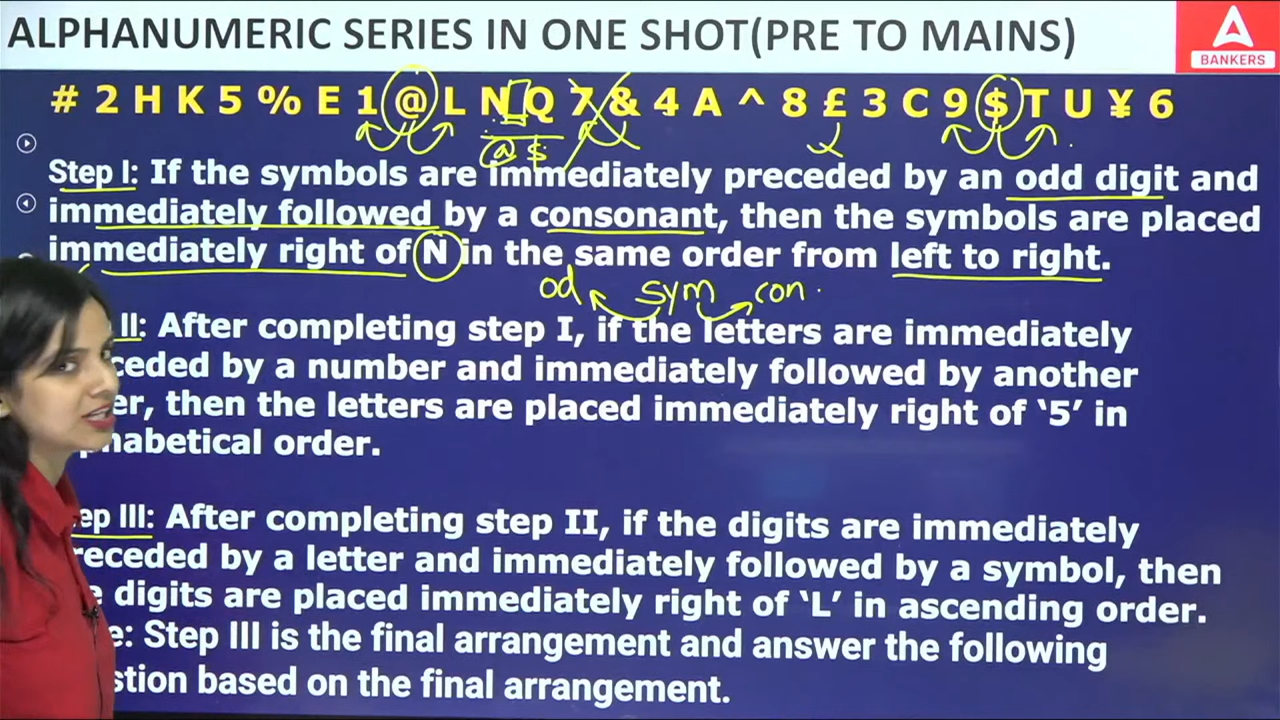 ALPHANUMERIC SERIES IN ONE SHOT(PRE TO MAINS)
A
BANKERS
# 2 H K 5 % E 1 @ L N Q 7 & 4 A ^ 8 £ 3 C 9 $ T U ¥ 6
@ $
Step I: If the symbols are immediately preceded by an odd digit and
immediately followed by a consonant, then the symbols are placed
immediately right of N in the same order from left to right.
od sym con.
II: After completing step I, if the letters are immediately
ceded by a number and immediately followed by another
er, then the letters are placed immediately right of ‘5’ in
habetical order.
ep III: After completing step II, if the digits are immediately
receded by a letter and immediately followed by a symbol, then
e digits are placed immediately right of ‘L’ in ascending order.
e: Step III is the final arrangement and answer the following
stion based on the final arrangement.